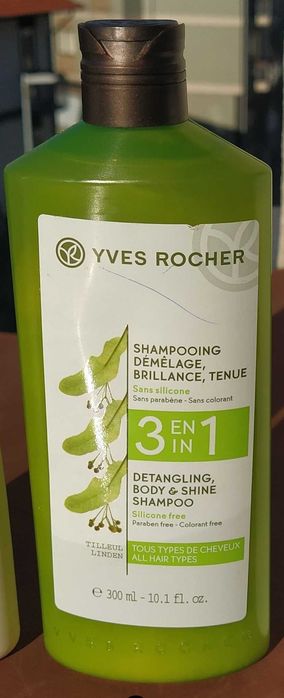 YVES ROCHER
SHAMPOOING
DÉMÊLAGE,
BRILLANCE, TENUE
Sans silicone
Sans parabène - Sans colorant
3 EN IN 1
DETANGLING,
BODY & SHINE
SHAMPOO
Silicone free
Paraben free - Colorant free
TILLEUL
LINDEN
TOUS TYPES DE CHEVEUX
ALL HAIR TYPES
℮ 300 ml - 10.1 fl. oz.
YVES ROCHER